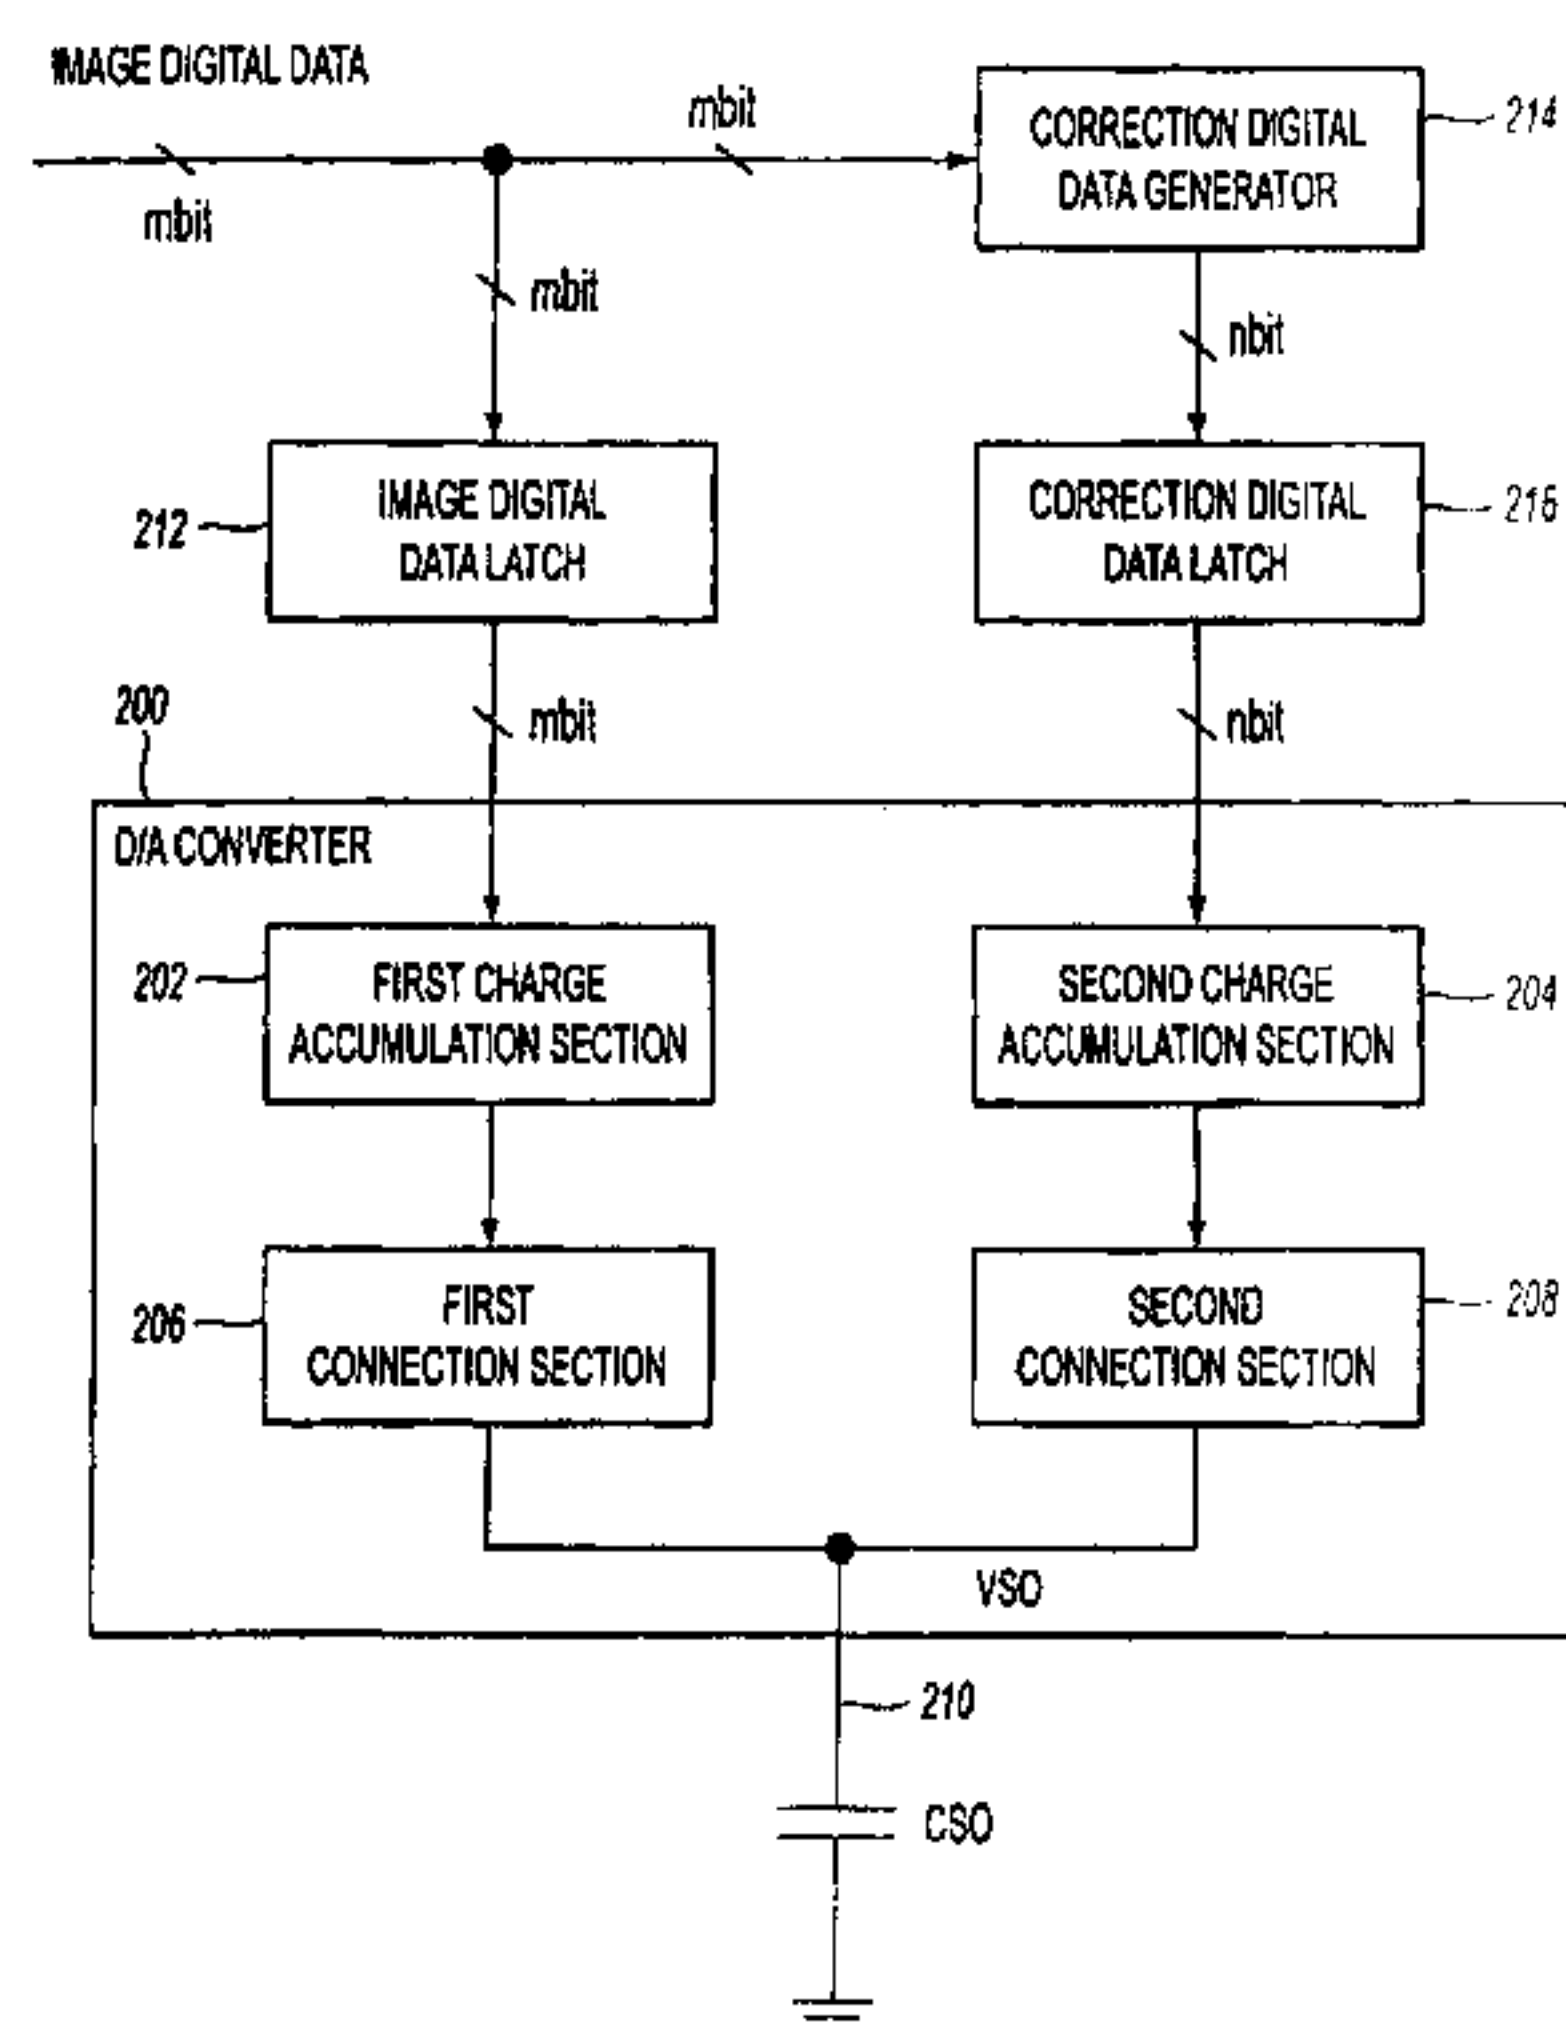 IMAGE DIGITAL DATA
mbit
mbit
CORRECTION DIGITAL
DATA GENERATOR
214
mbit
nbit
212
IMAGE DIGITAL
DATA LATCH
CORRECTION DIGITAL
DATA LATCH
216
200
mbit
nbit
D/A CONVERTER
202
FIRST CHARGE
ACCUMULATION SECTION
SECOND CHARGE
ACCUMULATION SECTION
204
206
FIRST
CONNECTION SECTION
SECOND
CONNECTION SECTION
208
VSO
210
CSO